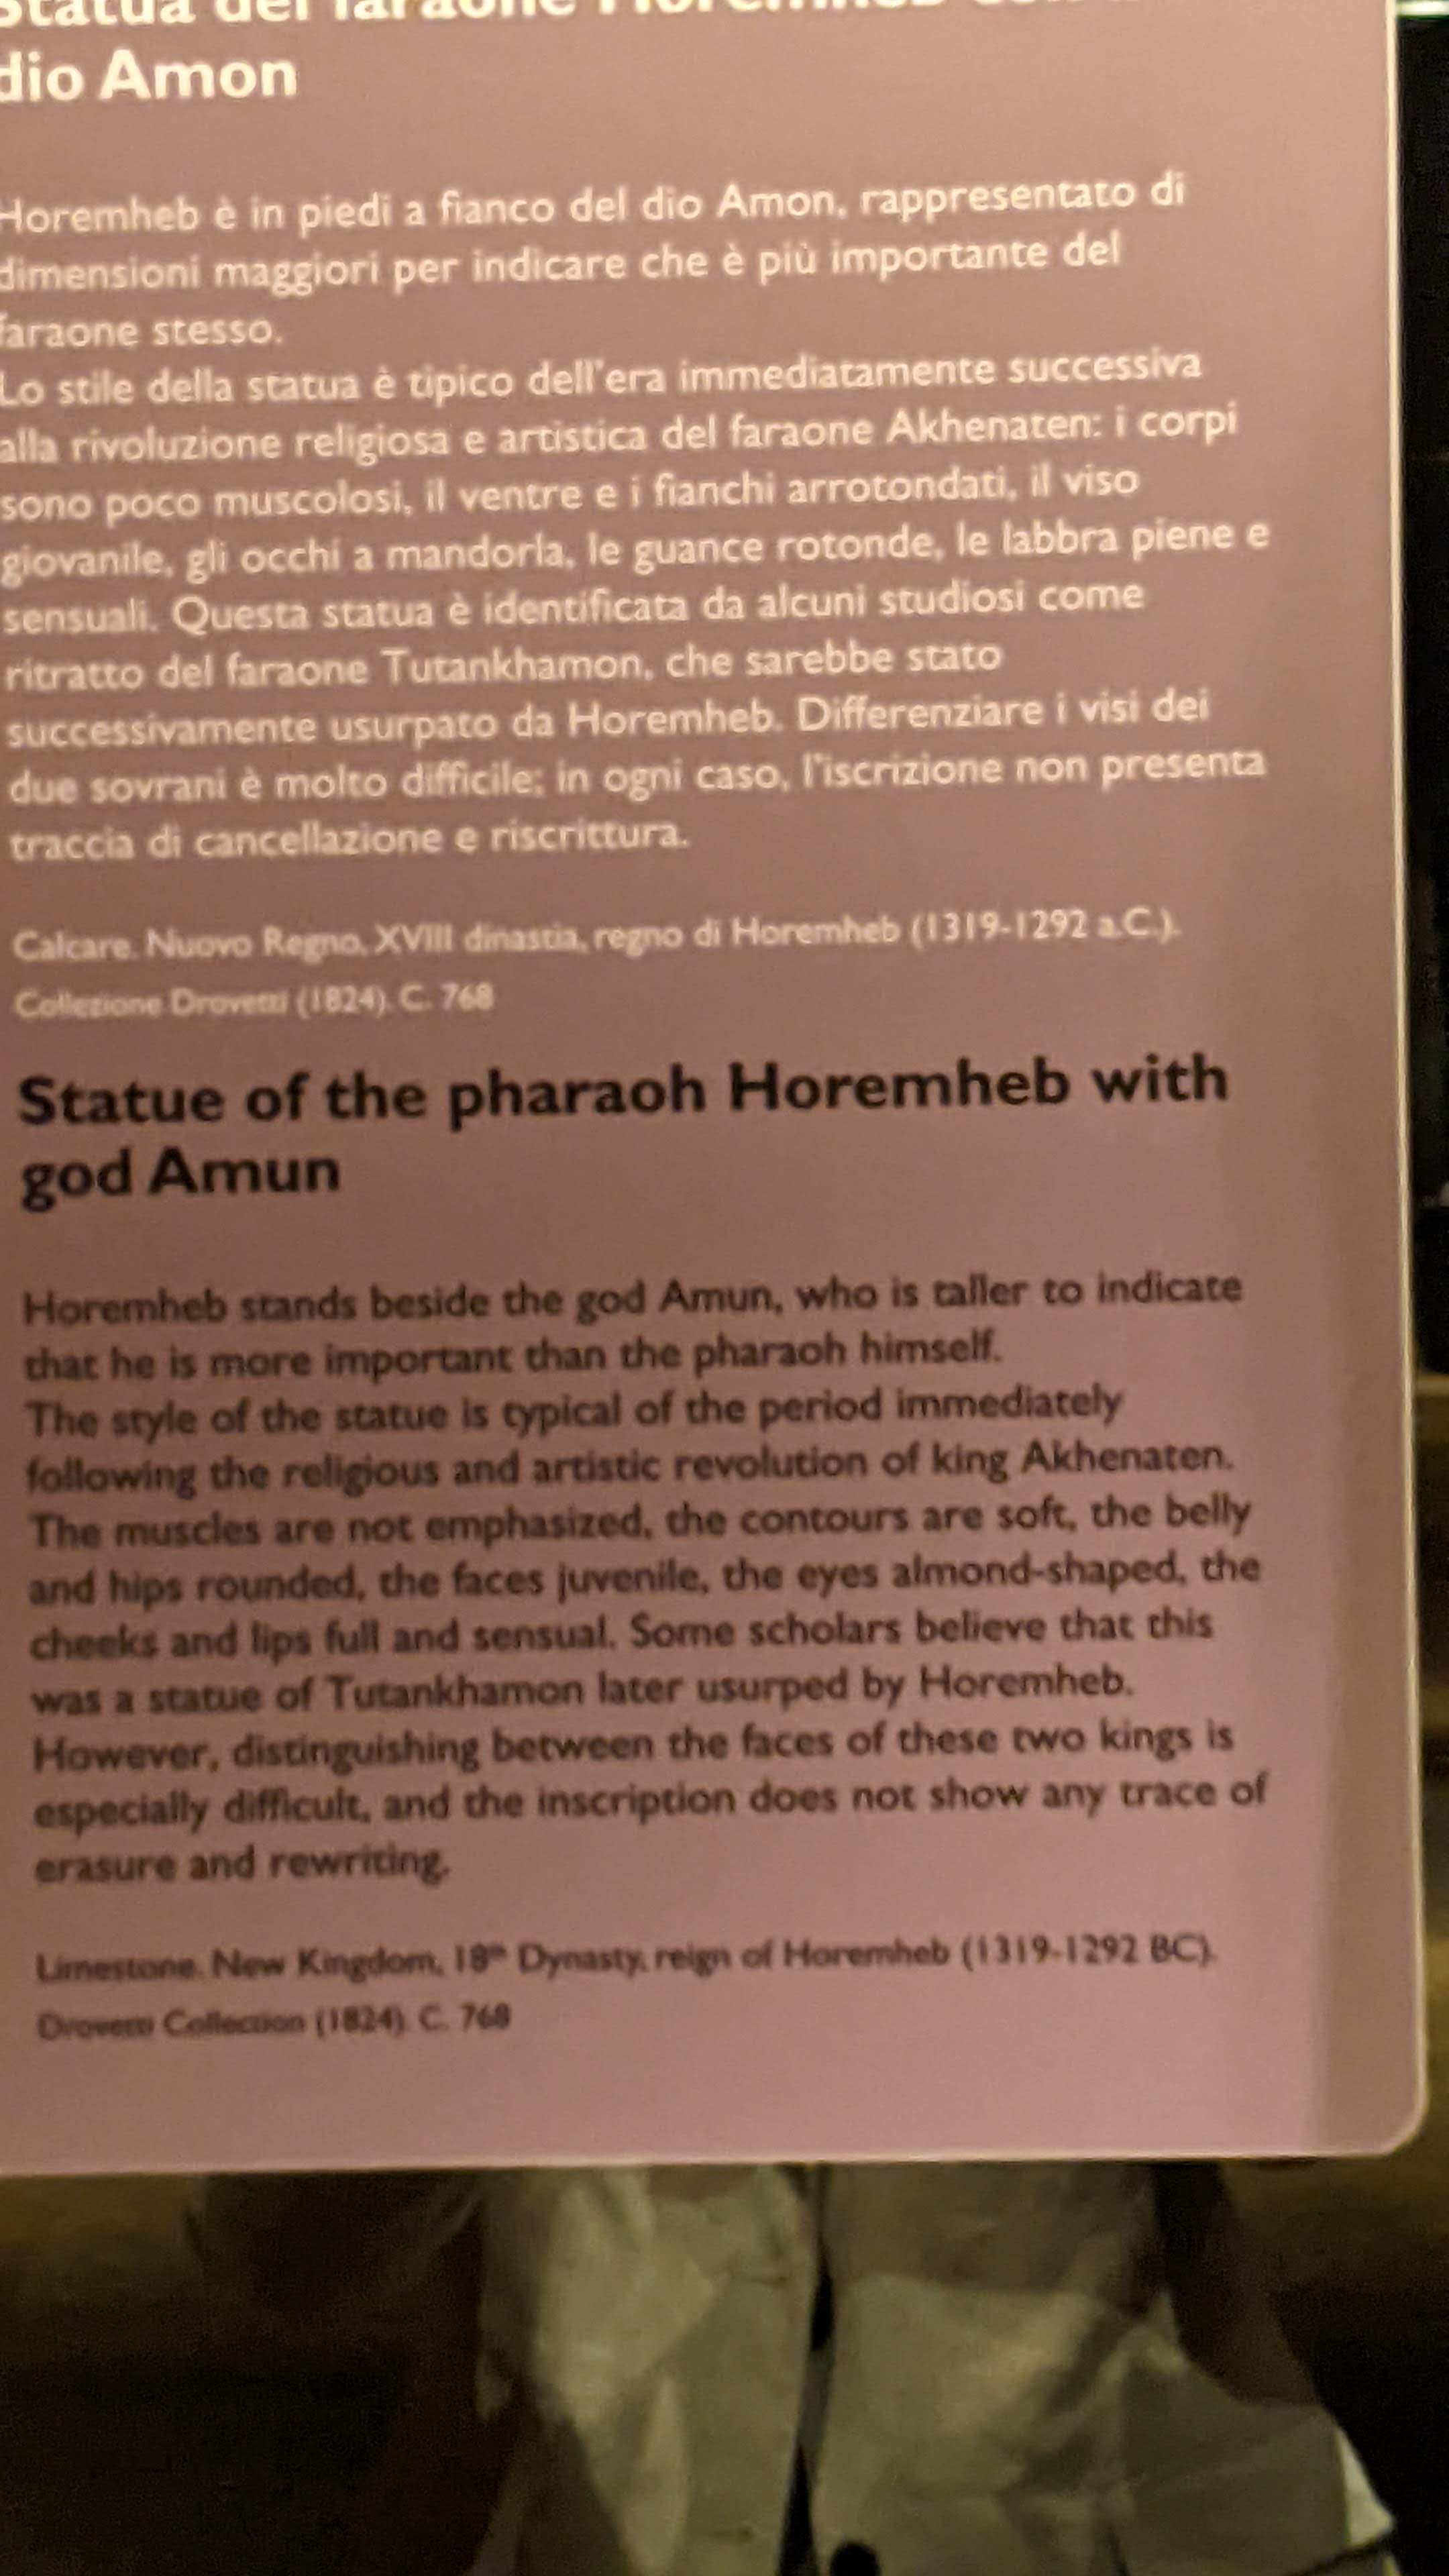 Statua del faraone Horemheb con
dio Amon
Horemheb è in piedi a fianco del dio Amon, rappresentato di
dimensioni maggiori per indicare che è più importante del
faraone stesso.
Lo stile della statua è tipico dell'era immediatamente successiva
alla rivoluzione religiosa e artistica del faraone Akhenaten: i corpi
sono poco muscolosi, il ventre e i fianchi arrotondati, il viso
giovanile, gli occhi a mandorla, le guance rotonde, le labbra piene e
sensuali. Questa statua è identificata da alcuni studiosi come
ritratto del faraone Tutankhamon, che sarebbe stato
successivamente usurpato da Horemheb. Differenziare i visi dei
due sovrani è molto difficile; in ogni caso, l'iscrizione non presenta
traccia di cancellazione e riscrittura.
Calcare. Nuovo Regno, XVIII dinastia, regno di Horemheb (1319-1292 a.C.).
Collezione Drovetti (1824). C. 768
Statue of the pharaoh Horemheb with
god Amun
Horemheb stands beside the god Amun, who is taller to indicate
that he is more important than the pharaoh himself.
The style of the statue is typical of the period immediately
following the religious and artistic revolution of king Akhenaten.
The muscles are not emphasized, the contours are soft, the belly
and hips rounded, the faces juvenile, the eyes almond-shaped, the
cheeks and lips full and sensual. Some scholars believe that this
was a statue of Tutankhamon later usurped by Horemheb.
However, distinguishing between the faces of these two kings is
especially difficult, and the inscription does not show any trace of
erasure and rewriting.
Limestone. New Kingdom, 18th Dynasty, reign of Horemheb (1319-1292 BC).
Drovetti Collection (1824). C. 768